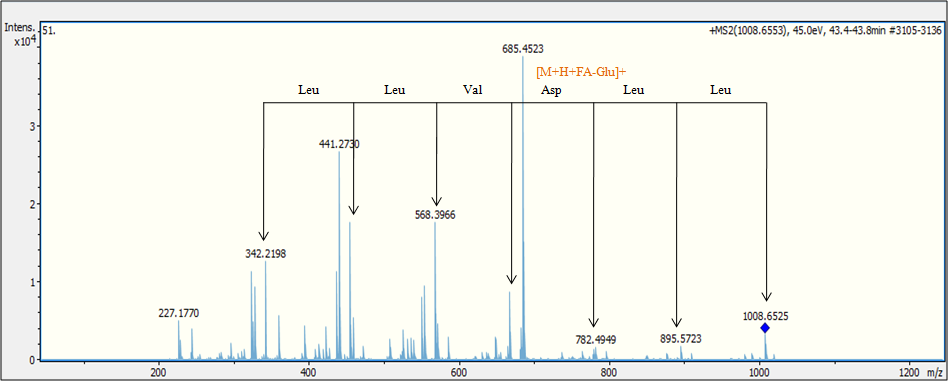 Intens. 51. +MS2(1008.6553), 45.0eV, 43.4-43.8min #3105-3136
x10⁴
685.4523
[M+H+FA-Glu]+
Leu Leu Val Asp Leu Leu
3
441.2730
2
568.3966
342.2198
1
227.1770
1008.6525
782.4949 895.5723
0
200 400 600 800 1000 1200 m/z